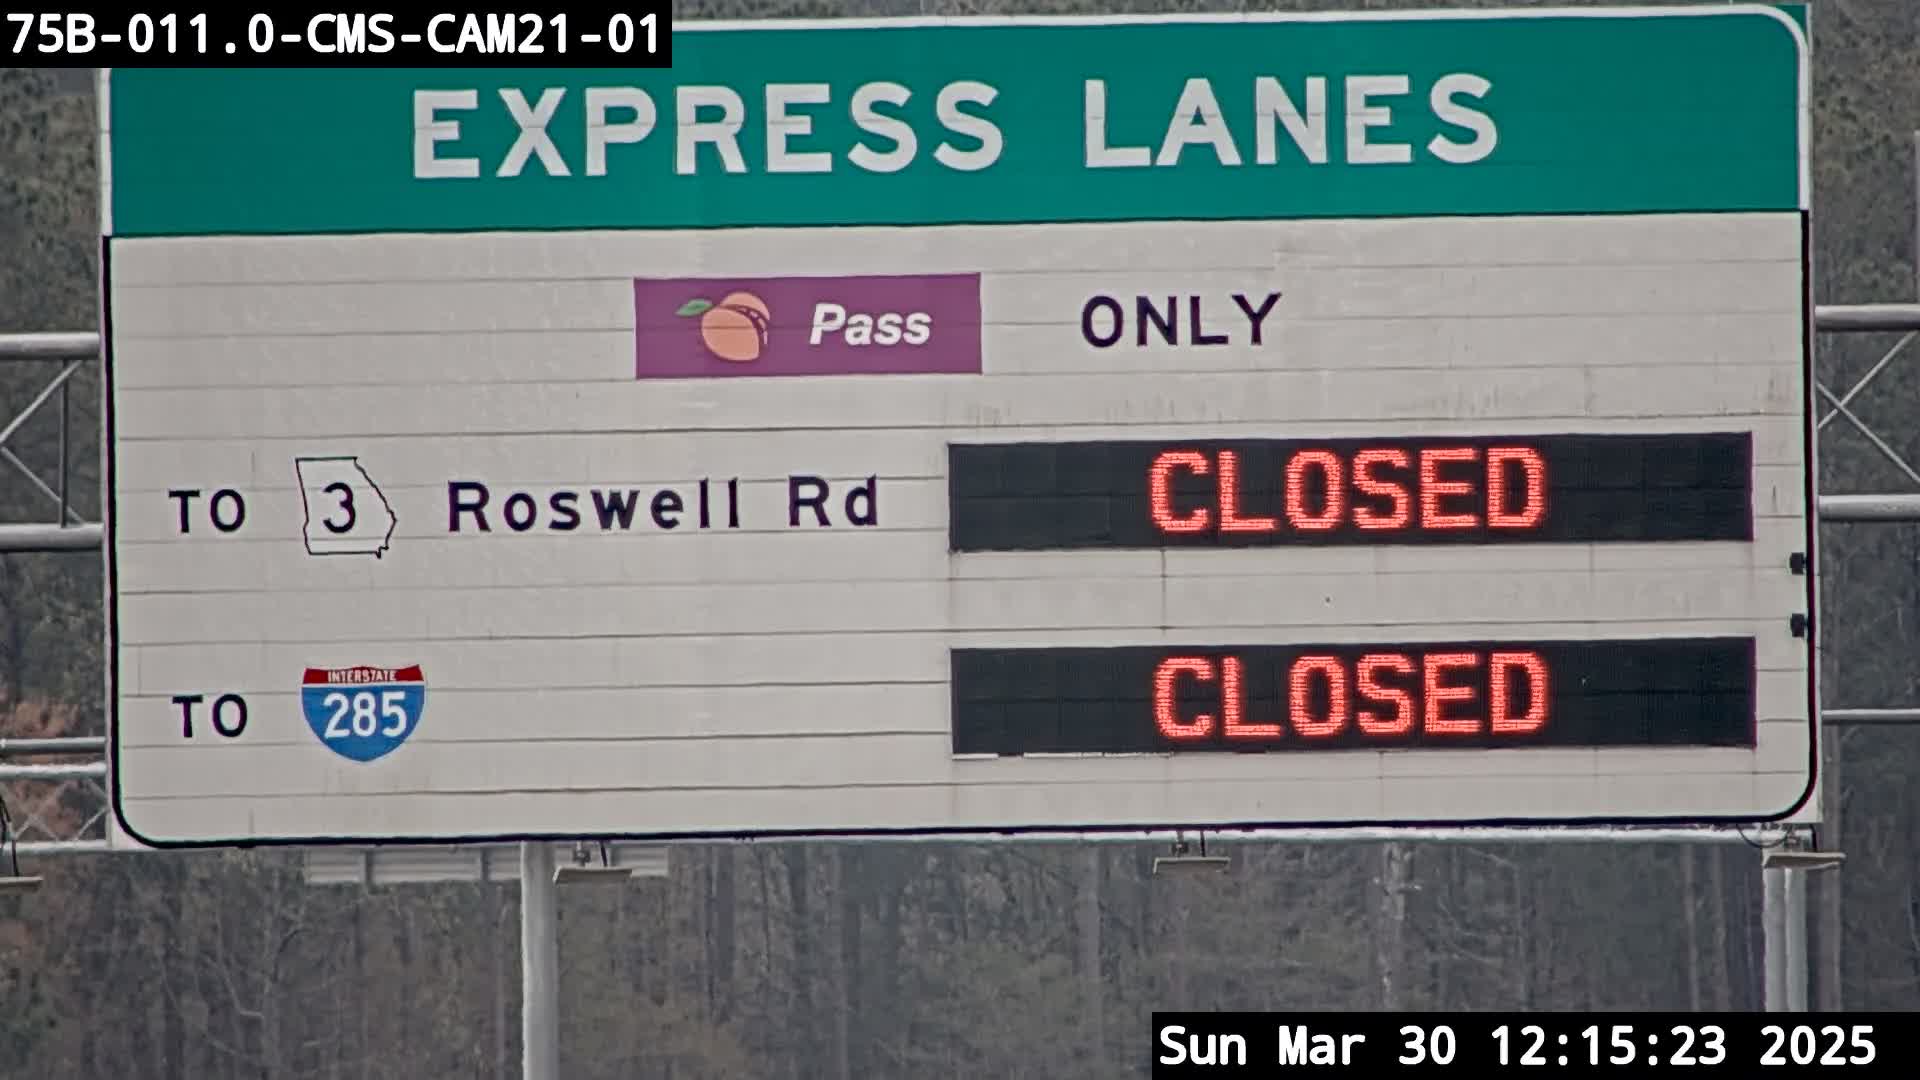 75B-011.0-CMS-CAM21-01
EXPRESS LANES
Pass ONLY
TO 3 Roswell Rd CLOSED
TO INTERSTATE 285 CLOSED
Sun Mar 30 12:15:23 2025